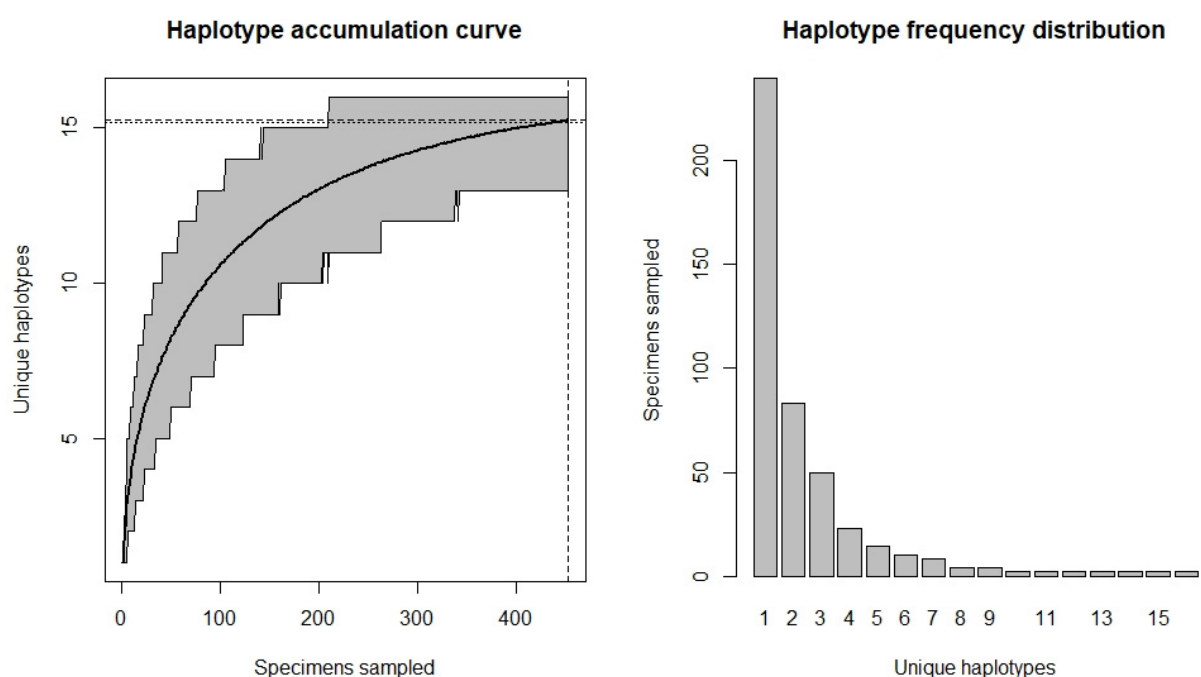 Haplotype accumulation curve
Unique haplotypes
5
10
15
0 100 200 300 400
Specimens sampled
Haplotype frequency distribution
Specimens sampled
0
50
100
150
200
1 2 3 4 5 6 7 8 9 11 13 15
Unique haplotypes